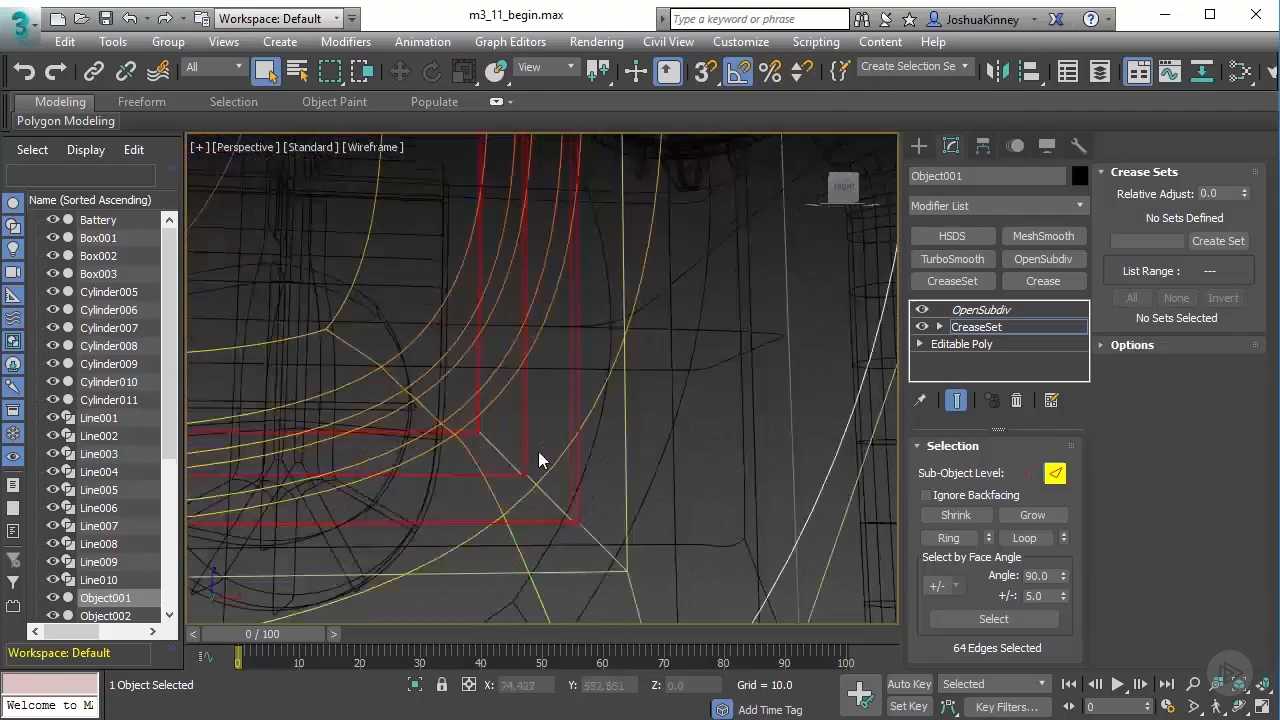 3
Workspace: Default
m3_11_begin.max
Type a keyword or phrase
JoshuaKinney
Edit Tools Group Views Create Modifiers Animation Graph Editors Rendering Civil View Customize Scripting Content Help
All
View
Create Selection Se
Modeling Freeform Selection Object Paint Populate
Polygon Modeling
Select Display Edit
Name (Sorted Ascending)
Battery
Box001
Box002
Box003
Cylinder005
Cylinder006
Cylinder007
Cylinder008
Cylinder009
Cylinder010
Cylinder011
Line001
Line002
Line003
Line004
Line005
Line006
Line007
Line008
Line009
Line010
Object001
Object002
Workspace: Default
[+] [Perspective ] [Standard ] [Wireframe ]
FRONT
0 / 100
0 10 20 30 40 50 60 70 80 90 100
Object001
Modifier List
HSDS MeshSmooth
TurboSmooth OpenSubdiv
CreaseSet Crease
OpenSubdiv
CreaseSet
Editable Poly
Selection
Sub-Object Level:
Ignore Backfacing
Shrink Grow
Ring Loop
Select by Face Angle
+/- Angle: 90.0
+/-: 5.0
Select
64 Edges Selected
Crease Sets
Relative Adjust: 0.0
No Sets Defined
Create Set
List Range : ---
All None Invert
No Sets Selected
Options
Welcome to M
1 Object Selected
X: 74.427 Y: Z: 0.0 Grid = 10.0
Add Time Tag
Auto Key Selected
Set Key Key Filters...
0